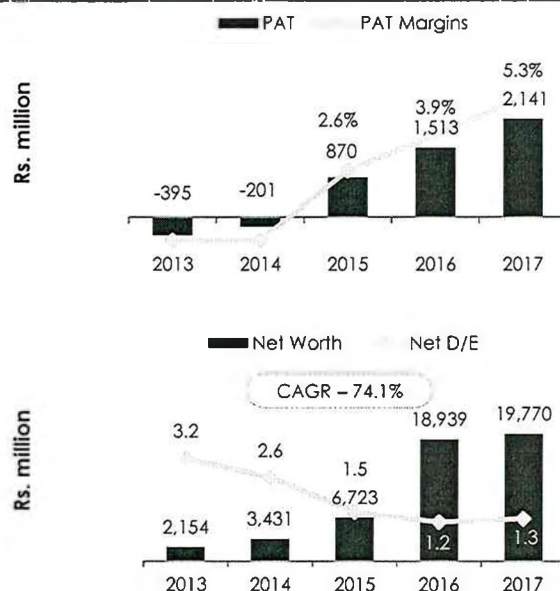 PAT PAT Margins
Rs. million
5.3%
2,141
3.9%
1,513
2.6%
870
-201
-395
2013 2014 2015 2016 2017
Net Worth Net D/E
CAGR – 74.1%
Rs. million
3.2
2.6
1.5
18,939
19,770
6,723
3,431
2,154
1.2
1.3
2013 2014 2015 2016 2017